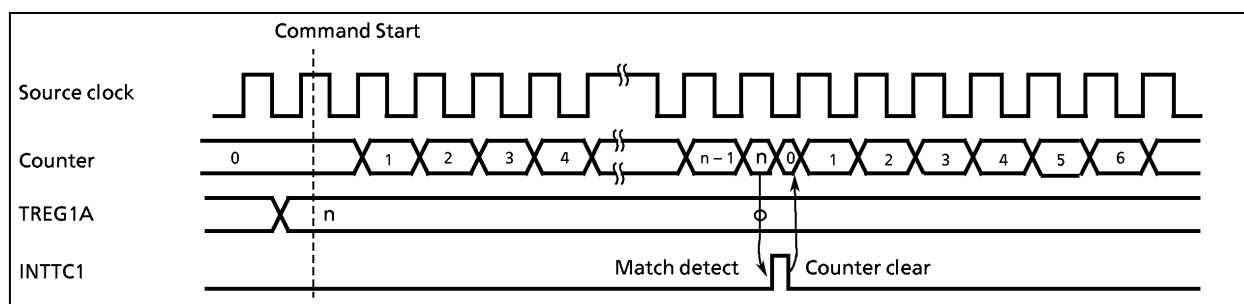 Command Start
Source clock
Counter 0 1 2 3 4 n – 1 n 0 1 2 3 4 5 6
TREG1A n
INTTC1 Match detect Counter clear